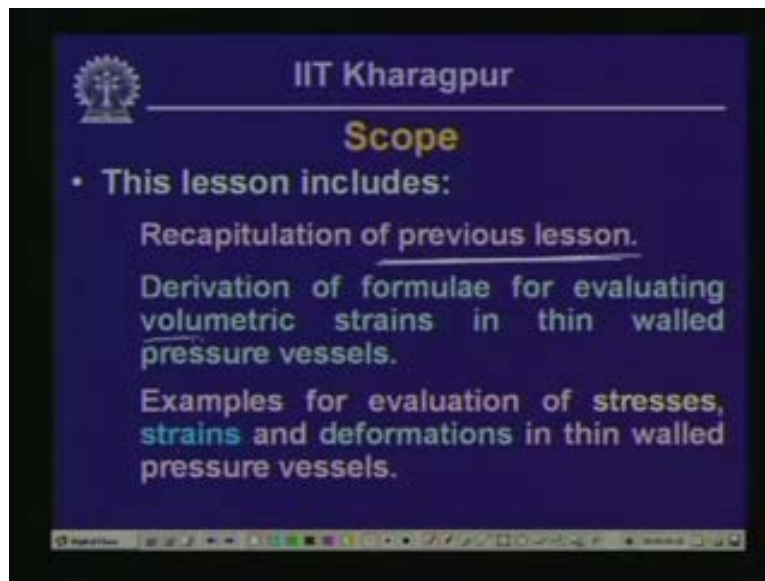 IIT Kharagpur
Scope
• This lesson includes:
Recapitulation of previous lesson.
Derivation of formulae for evaluating
volumetric strains in thin walled
pressure vessels.
Examples for evaluation of stresses,
strains and deformations in thin walled
pressure vessels.